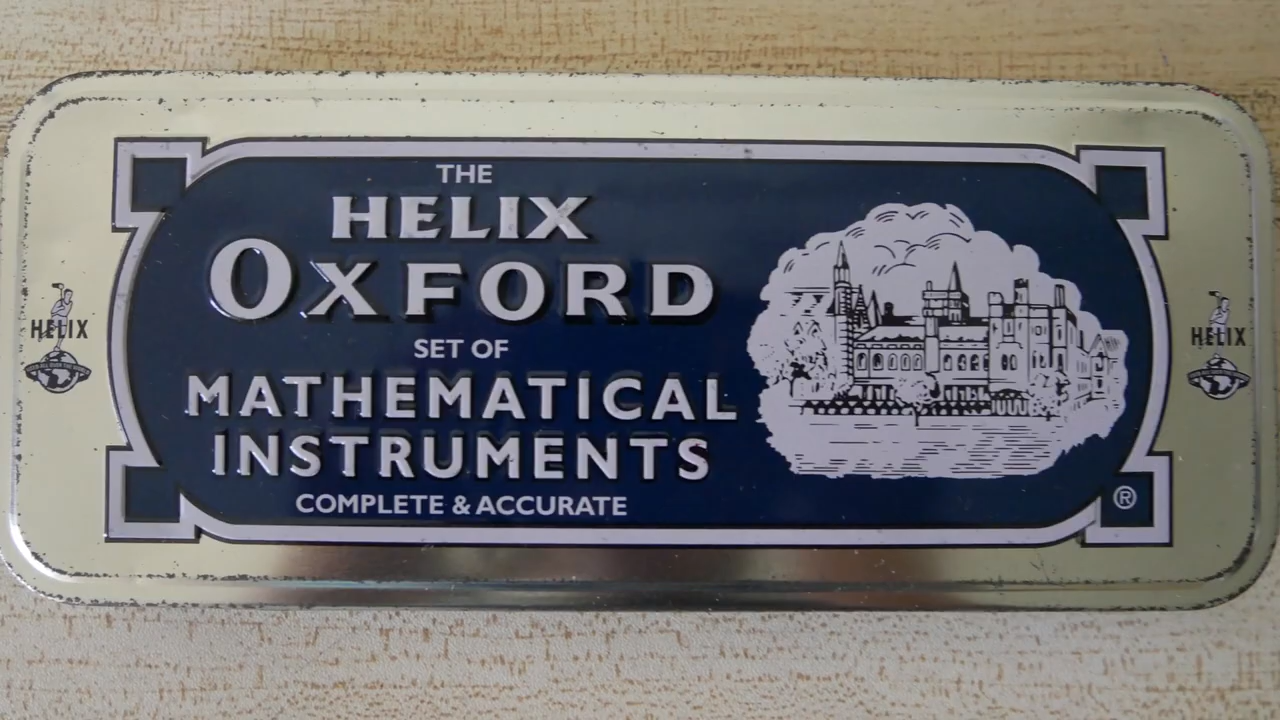 THE
HELIX
OXFORD
SET OF
MATHEMATICAL
INSTRUMENTS
COMPLETE & ACCURATE
®
HELIX
HELIX